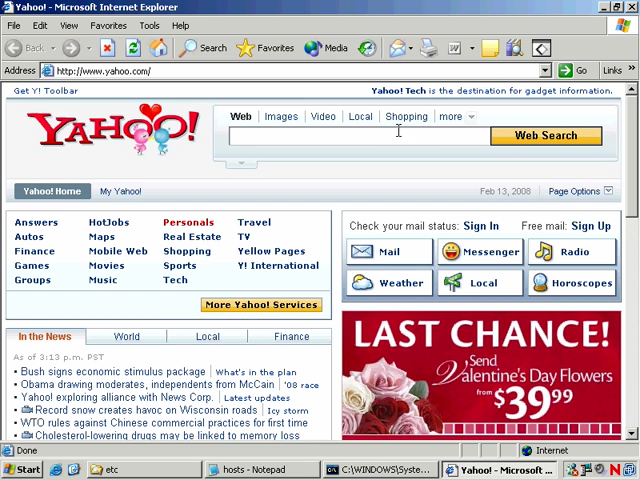 Yahoo! - Microsoft Internet Explorer
File Edit View Favorites Tools Help
Back Search Favorites Media
Address http://www.yahoo.com/ Go Links »
Get Y! Toolbar Yahoo! Tech is the destination for gadget information.
YAHOO!
Web Images Video Local Shopping more
Web Search
Yahoo! Home My Yahoo! Feb 13, 2008 Page Options
Answers HotJobs Personals Travel
Autos Maps Real Estate TV
Finance Mobile Web Shopping Yellow Pages
Games Movies Sports Y! International
Groups Music Tech
More Yahoo! Services
Check your mail status: Sign In Free mail: Sign Up
Mail Messenger Radio
Weather Local Horoscopes
In the News World Local Finance
As of 3:13 p.m. PST
• Bush signs economic stimulus package | What's in the plan
• Obama drawing moderates, independents from McCain | '08 race
• Yahoo! exploring alliance with News Corp. | Latest updates
• Record snow creates havoc on Wisconsin roads | Icy storm
• WTO rules against Chinese commercial practices for first time
• Cholesterol-lowering drugs may be linked to memory loss
LAST CHANCE!
Send
Valentine's Day Flowers
from $39.99
Done Internet
Start etc hosts - Notepad C:\WINDOWS\Syste... Yahoo! - Microsoft ...